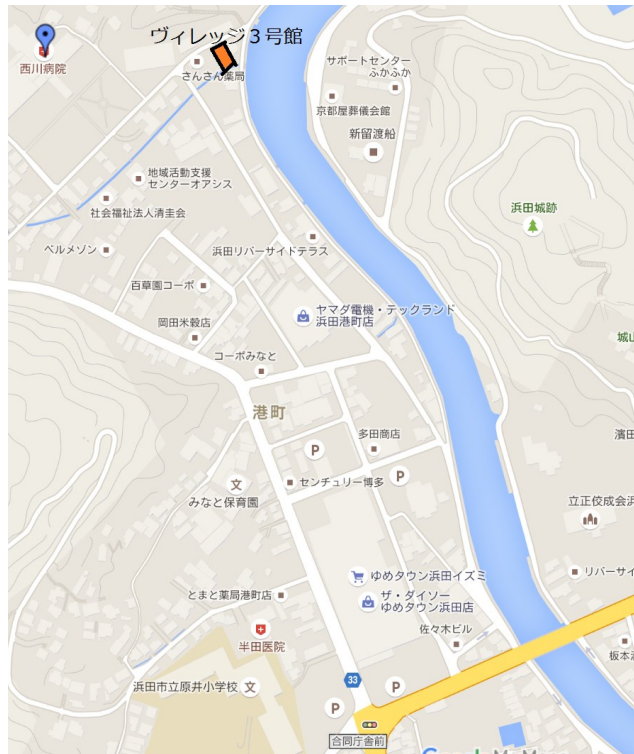 ヴィレッジ３号館
西川病院
さんさん薬局
サポートセンター
ふかふか
京都屋葬儀会館
新留渡船
地域活動支援
センターオアシス
社会福祉法人清圭会
浜田城跡
ベルメゾン
浜田リバーサイドテラス
百草園コーポ
ヤマダ電機・テックランド
浜田港町店
岡田米穀店
城山
コーポみなと
港町
多田商店
濱田
P
センチュリー博多
P
文
みなと保育園
立正佼成会浜
ゆめタウン浜田イズミ
リバーサイ
とまと薬局港町店
ザ・ダイソー
ゆめタウン浜田店
佐々木ビル
半田医院
板本
33
浜田市立原井小学校
文
P
P
合同庁舎前